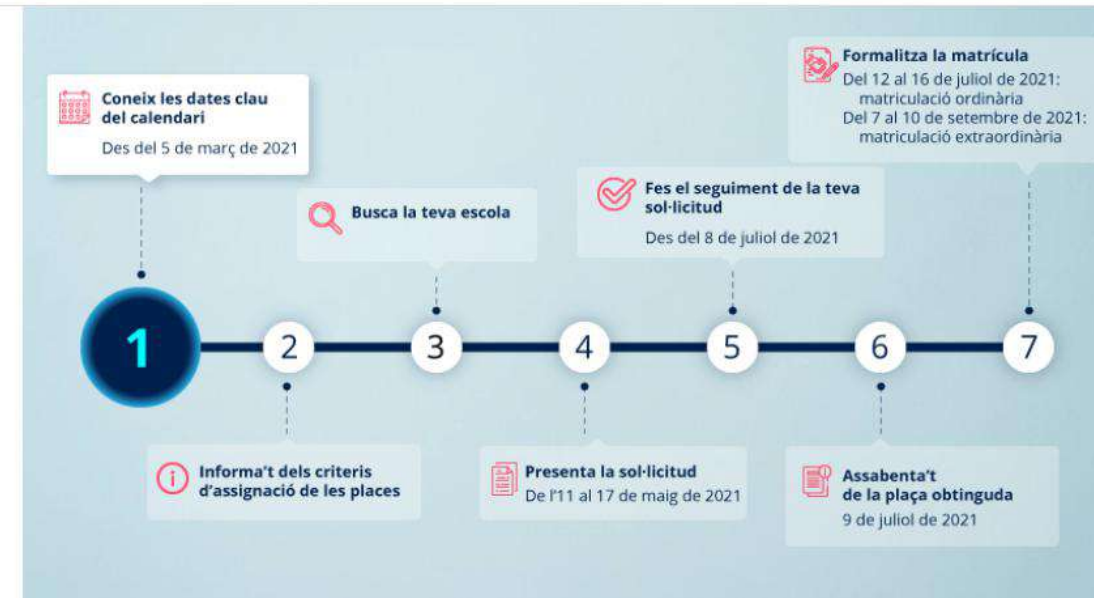 Coneix les dates clau
del calendari
Des del 5 de març de 2021
Busca la teva escola
Fes el seguiment de la teva
sol·licitud
Des del 8 de juliol de 2021
Formalitza la matrícula
Del 12 al 16 de juliol de 2021:
matriculació ordinària
Del 7 al 10 de setembre de 2021:
matriculació extraordinària
1
2
3
4
5
6
7
Informa't dels criteris
d'assignació de les places
Presenta la sol·licitud
De l'11 al 17 de maig de 2021
Assabenta't
de la plaça obtinguda
9 de juliol de 2021